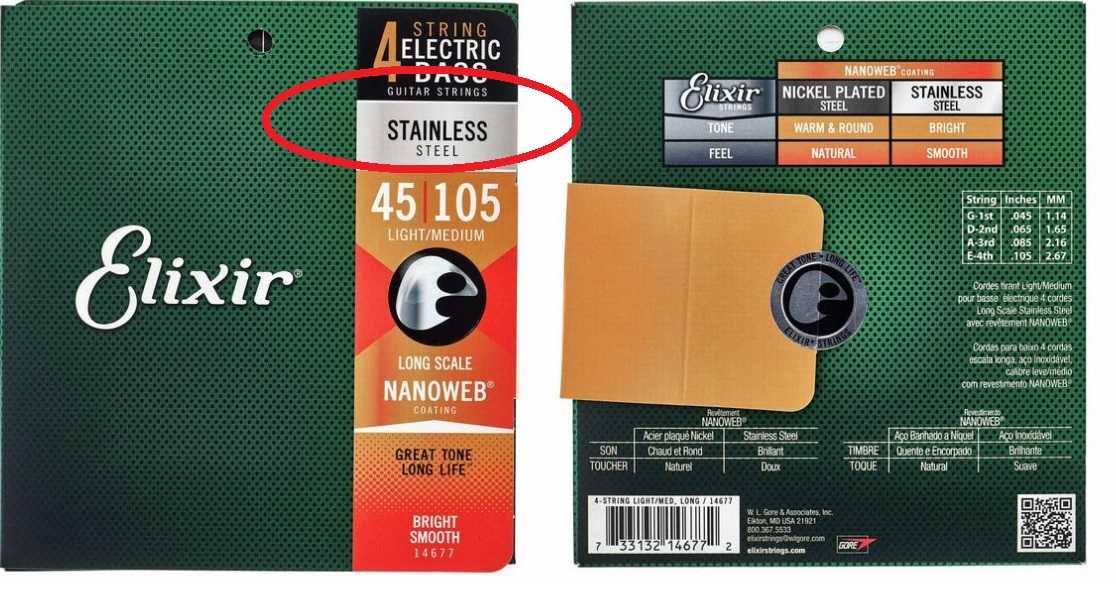 4 STRING
ELECTRIC
BASS
GUITAR STRINGS
STAINLESS
STEEL
45|105
LIGHT/MEDIUM
Elixir®
LONG SCALE
NANOWEB®
COATING
GREAT TONE
LONG LIFE™
BRIGHT
SMOOTH
14677
NANOWEB® COATING
Elixir STRINGS NICKEL PLATED STEEL STAINLESS STEEL
TONE WARM & ROUND BRIGHT
FEEL NATURAL SMOOTH
String Inches MM
G-1st .045 1.14
D-2nd .065 1.65
A-3rd .085 2.16
E-4th .105 2.67
GREAT TONE • LONG LIFE™
ELIXIR® STRINGS
Cordes tirant Light/Medium
pour basse électrique 4 cordes
Long Scale Stainless Steel
avec revêtement NANOWEB®
Cordas para baixo 4 cordas
escala longa, aço inoxidável,
calibre leve/médio
com revestimento NANOWEB®
Revêtement
NANOWEB®
Acier plaqué Nickel Stainless Steel
SON Chaud et Rond Brillant
TOUCHER Naturel Doux
Revestimento
NANOWEB®
Aço Banhado a Níquel Aço Inoxidável
TIMBRE Quente e Encorpado Brilhante
TOQUE Natural Suave
4-STRING LIGHT/MED, LONG / 14677
7 33132 14677 2
W. L. Gore & Associates, Inc.
Elkton, MD USA 21921
800.367.5533
elixirstrings@wlgore.com
elixirstrings.com
GORE